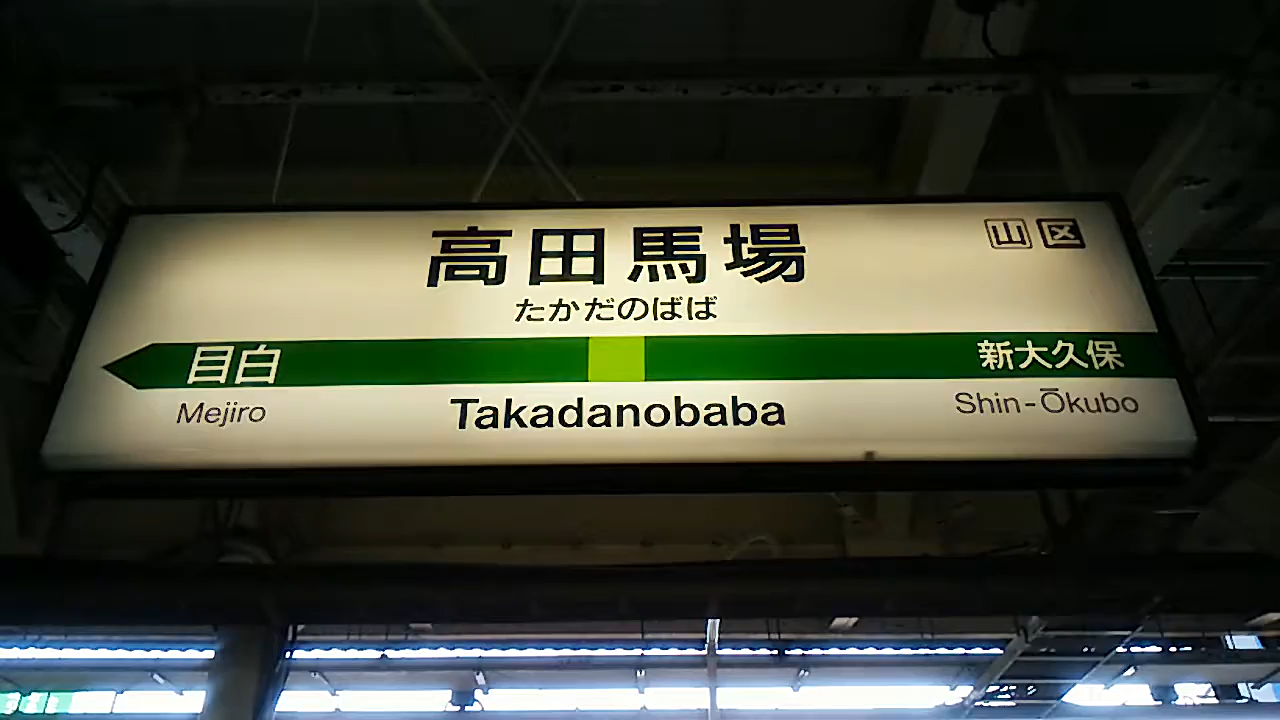 高田馬場
山 区
たかだのばば
目白
新大久保
Mejiro
Takadanobaba
Shin-Ōkubo